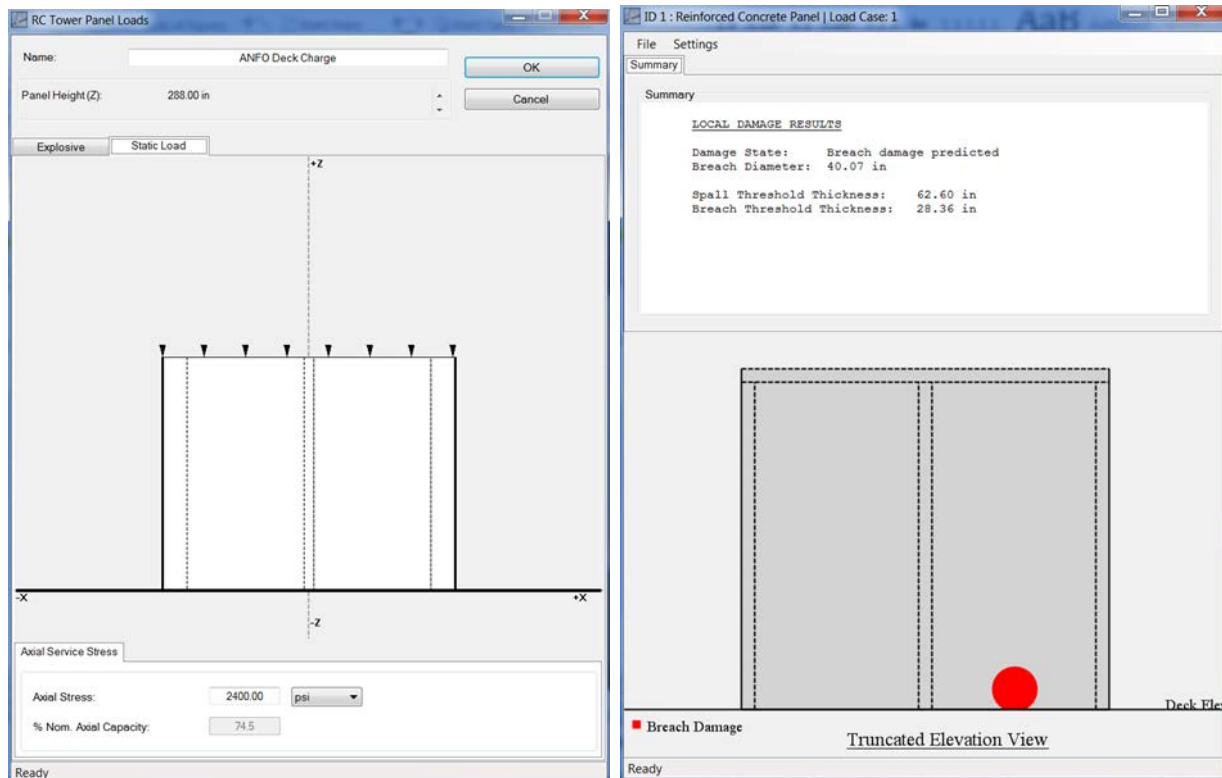 RC Tower Panel Loads
Name: ANFO Deck Charge
OK
Panel Height (Z): 288.00 in
Cancel
Explosive Static Load
+Z
-X +X
-Z
Axial Service Stress
Axial Stress: 2400.00 psi
% Nom. Axial Capacity: 74.5
Ready
ID 1 : Reinforced Concrete Panel | Load Case: 1
File Settings
Summary
Summary
LOCAL DAMAGE RESULTS
Damage State: Breach damage predicted
Breach Diameter: 40.07 in
Spall Threshold Thickness: 62.60 in
Breach Threshold Thickness: 28.36 in
Deck
Breach Damage
Truncated Elevation View
Ready